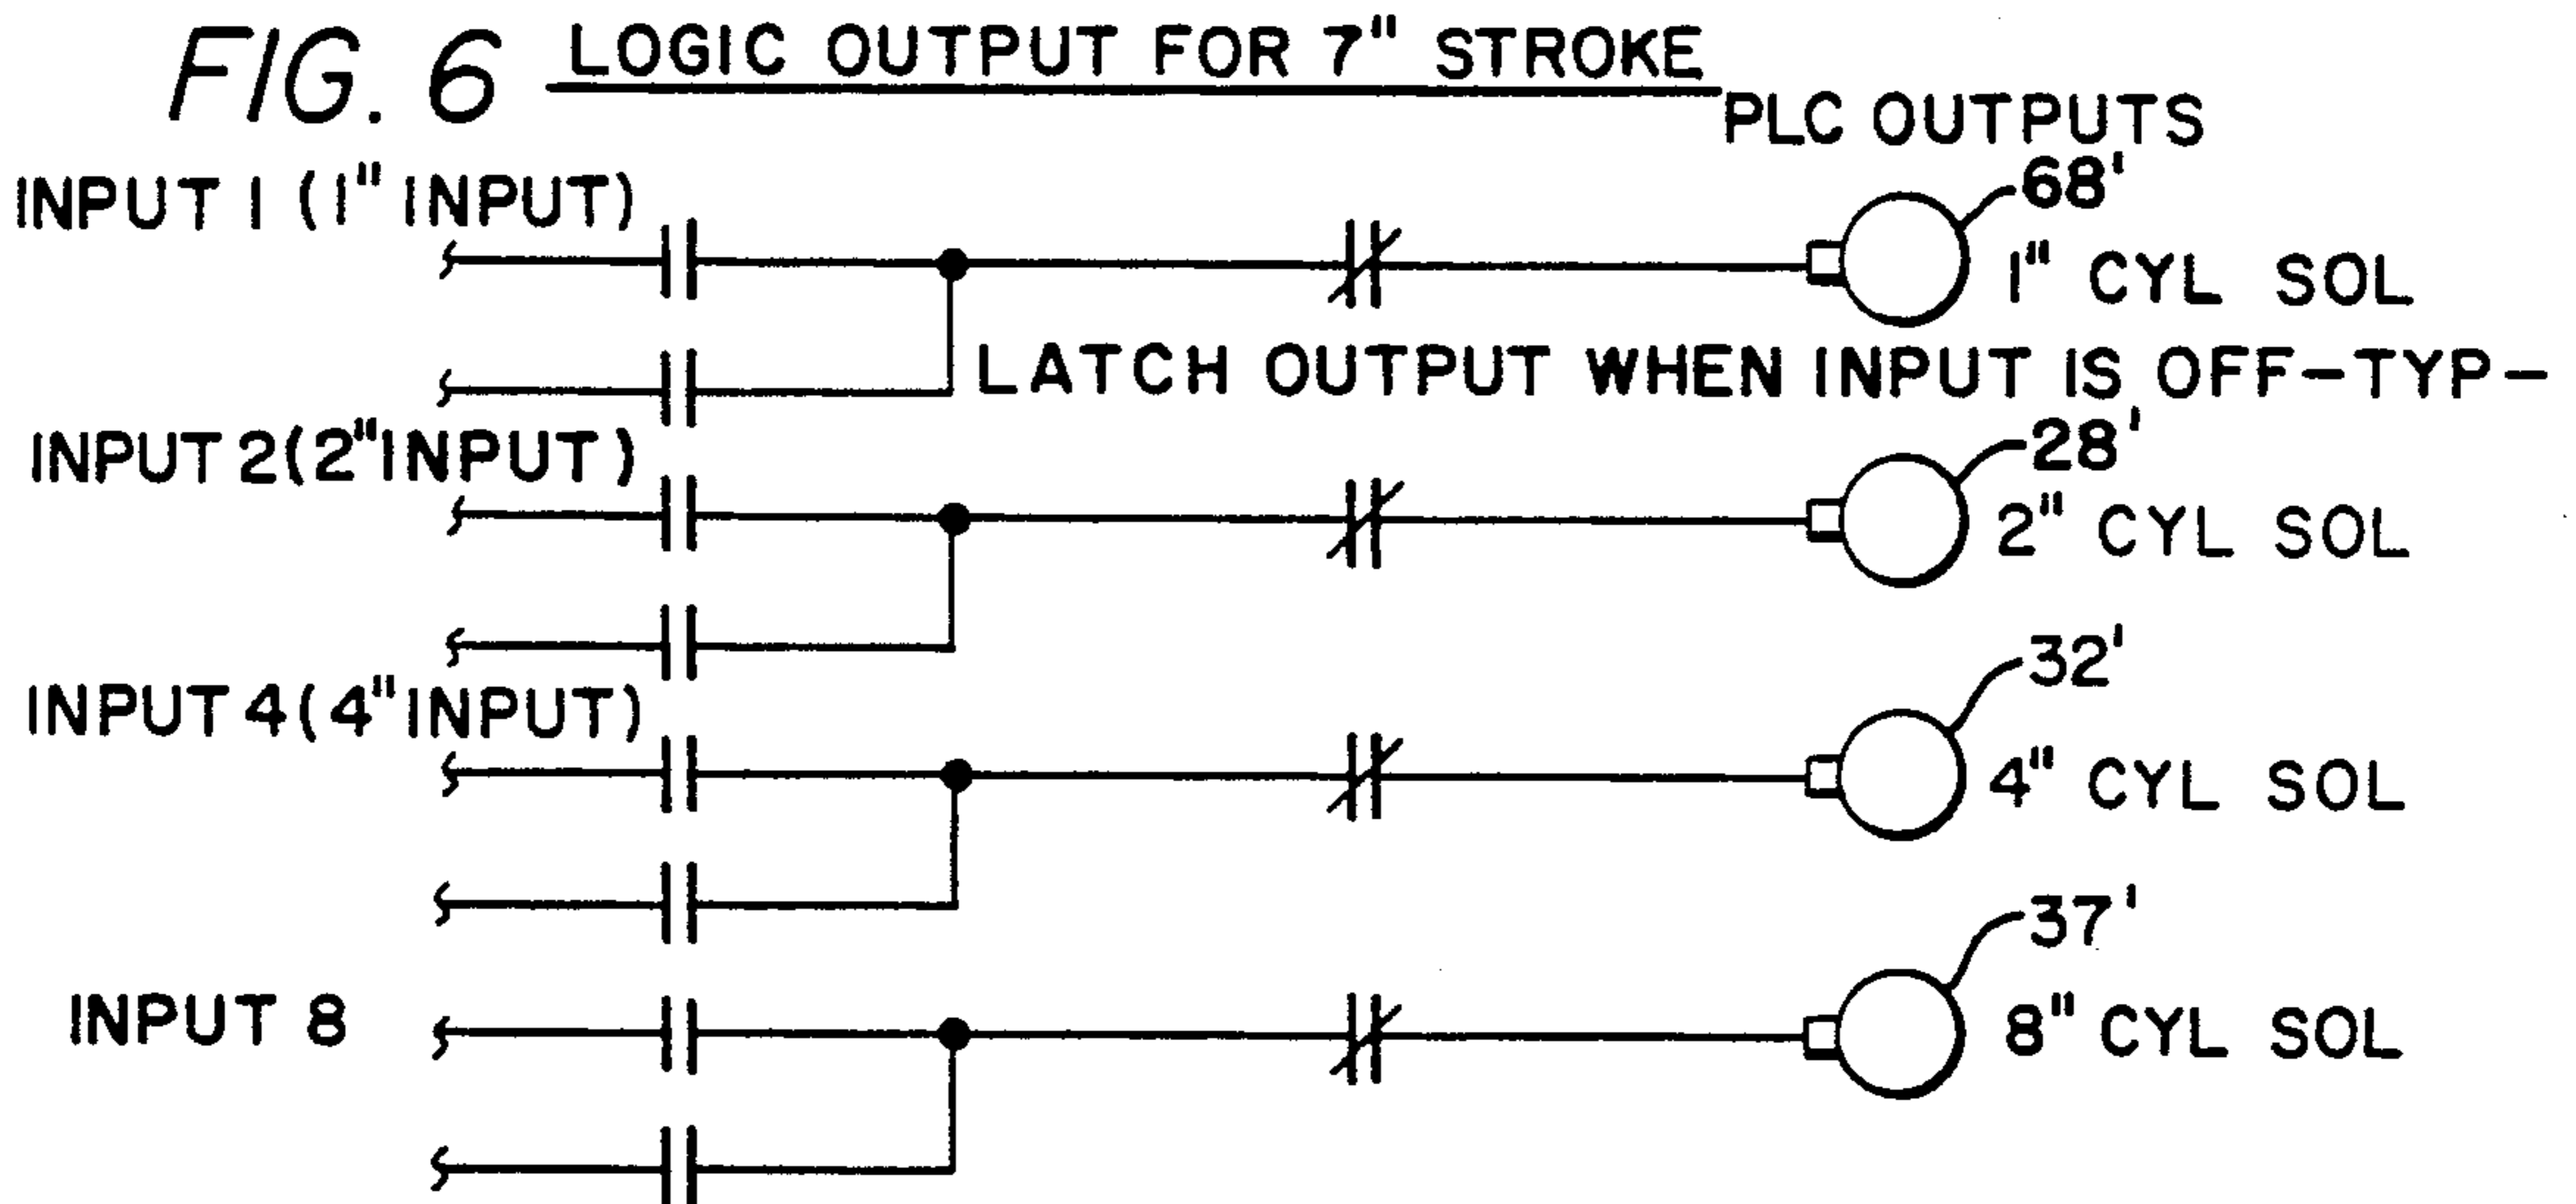 FIG. 6 LOGIC OUTPUT FOR 7" STROKE
PLC OUTPUTS
INPUT 1 (1" INPUT)
68'
1" CYL SOL
LATCH OUTPUT WHEN INPUT IS OFF-TYP-
INPUT 2(2"INPUT)
28'
2" CYL SOL
INPUT 4(4"INPUT)
32'
4" CYL SOL
INPUT 8
37'
8" CYL SOL